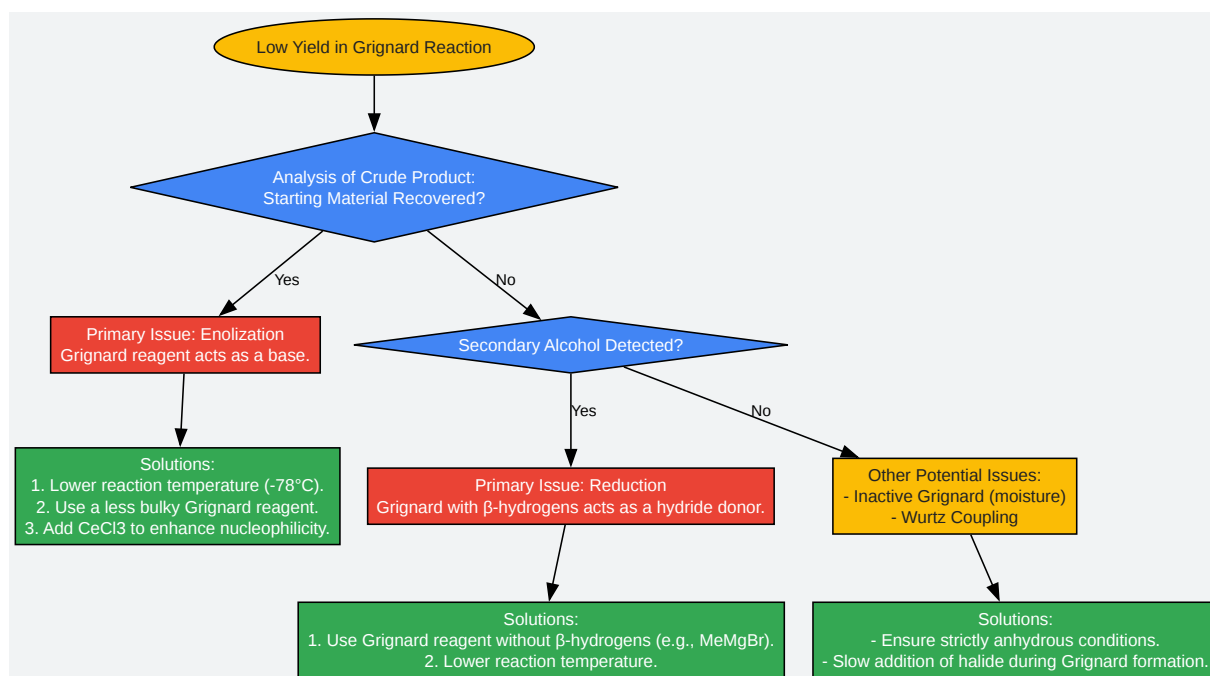 Low Yield in Grignard Reaction
Analysis of Crude Product:
Starting Material Recovered?
Yes
No
Primary Issue: Enolization
Grignard reagent acts as a base.
Secondary Alcohol Detected?
Yes
No
Solutions:
1. Lower reaction temperature (-78°C).
2. Use a less bulky Grignard reagent.
3. Add CeCl3 to enhance nucleophilicity.
Primary Issue: Reduction
Grignard with β-hydrogens acts as a hydride donor.
Other Potential Issues:
- Inactive Grignard (moisture)
- Wurtz Coupling
Solutions:
1. Use Grignard reagent without β-hydrogens (e.g., MeMgBr).
2. Lower reaction temperature.
Solutions:
- Ensure strictly anhydrous conditions.
- Slow addition of halide during Grignard formation.